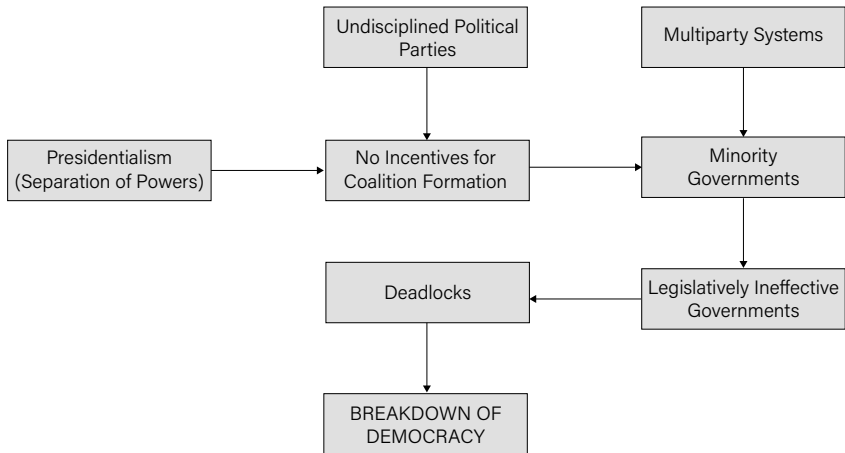 Undisciplined Political
Parties
Multiparty Systems
Presidentialism
(Separation of Powers)
No Incentives for
Coalition Formation
Minority
Governments
Deadlocks
Legislatively Ineffective
Governments
BREAKDOWN OF
DEMOCRACY